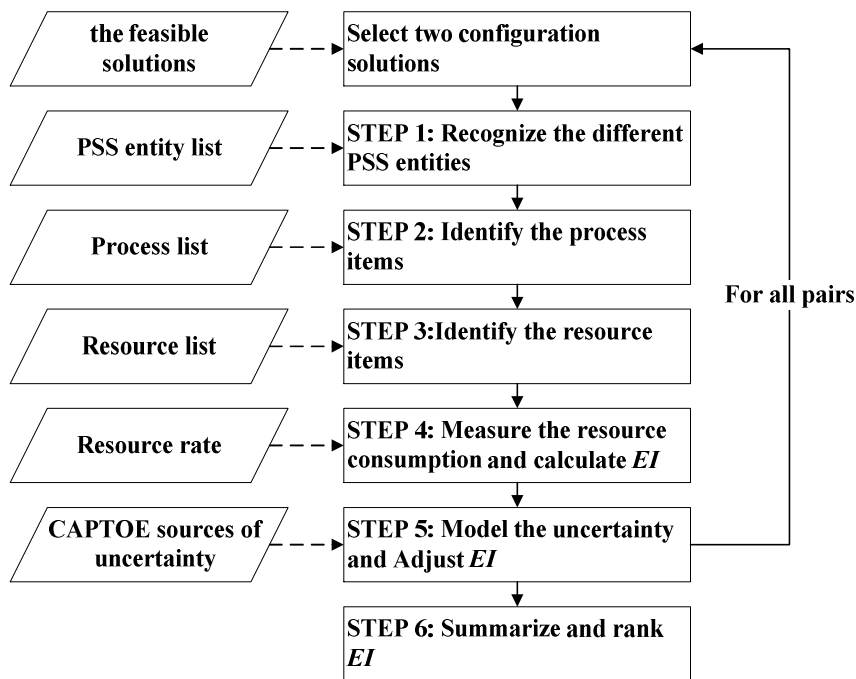 the feasible
solutions
Select two configuration
solutions
PSS entity list
STEP 1: Recognize the different
PSS entities
Process list
STEP 2: Identify the process
items
For all pairs
Resource list
STEP 3:Identify the resource
items
Resource rate
STEP 4: Measure the resource
consumption and calculate EI
CAPTOE sources of
uncertainty
STEP 5: Model the uncertainty
and Adjust EI
STEP 6: Summarize and rank
EI